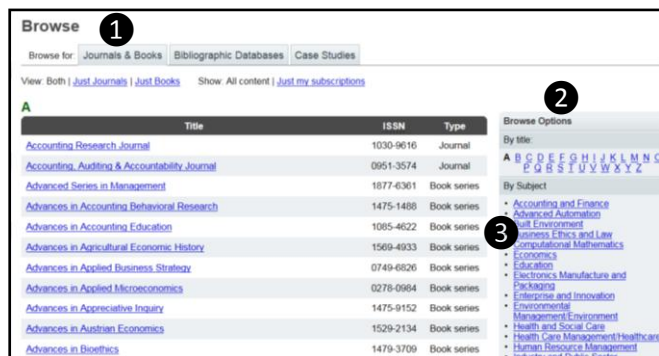 Browse
1
Browse for: Journals & Books Bibliographic Databases Case Studies
View: Both | Just Journals | Just Books Show: All content | Just my subscriptions
A
Title ISSN Type
Accounting Research Journal 1030-9616 Journal
Accounting, Auditing & Accountability Journal 0951-3574 Journal
Advanced Series in Management 1877-6361 Book series
Advances in Accounting Behavioral Research 1475-1488 Book series
Advances in Accounting Education 1085-4622 Book series
Advances in Agricultural Economic History 1569-4933 Book series
Advances in Applied Business Strategy 0749-6826 Book series
Advances in Applied Microeconomics 0278-0984 Book series
Advances in Appreciative Inquiry 1475-9152 Book series
Advances in Austrian Economics 1529-2134 Book series
Advances in Bioethics 1479-3709 Book series
2
Browse Options
By title:
A B C D E F G H I J K L M N O
P Q R S T U V W X Y Z
By Subject
3
• Accounting and Finance
• Advanced Automation
Built Environment
Business Ethics and Law
Computational Mathematics
• Economics
• Education
• Electronics Manufacture and
Packaging
• Enterprise and Innovation
• Environmental
Management/Environment
• Health and Social Care
• Health Care Management/Healthcare
• Human Resource Management
• Industry and Public Sector